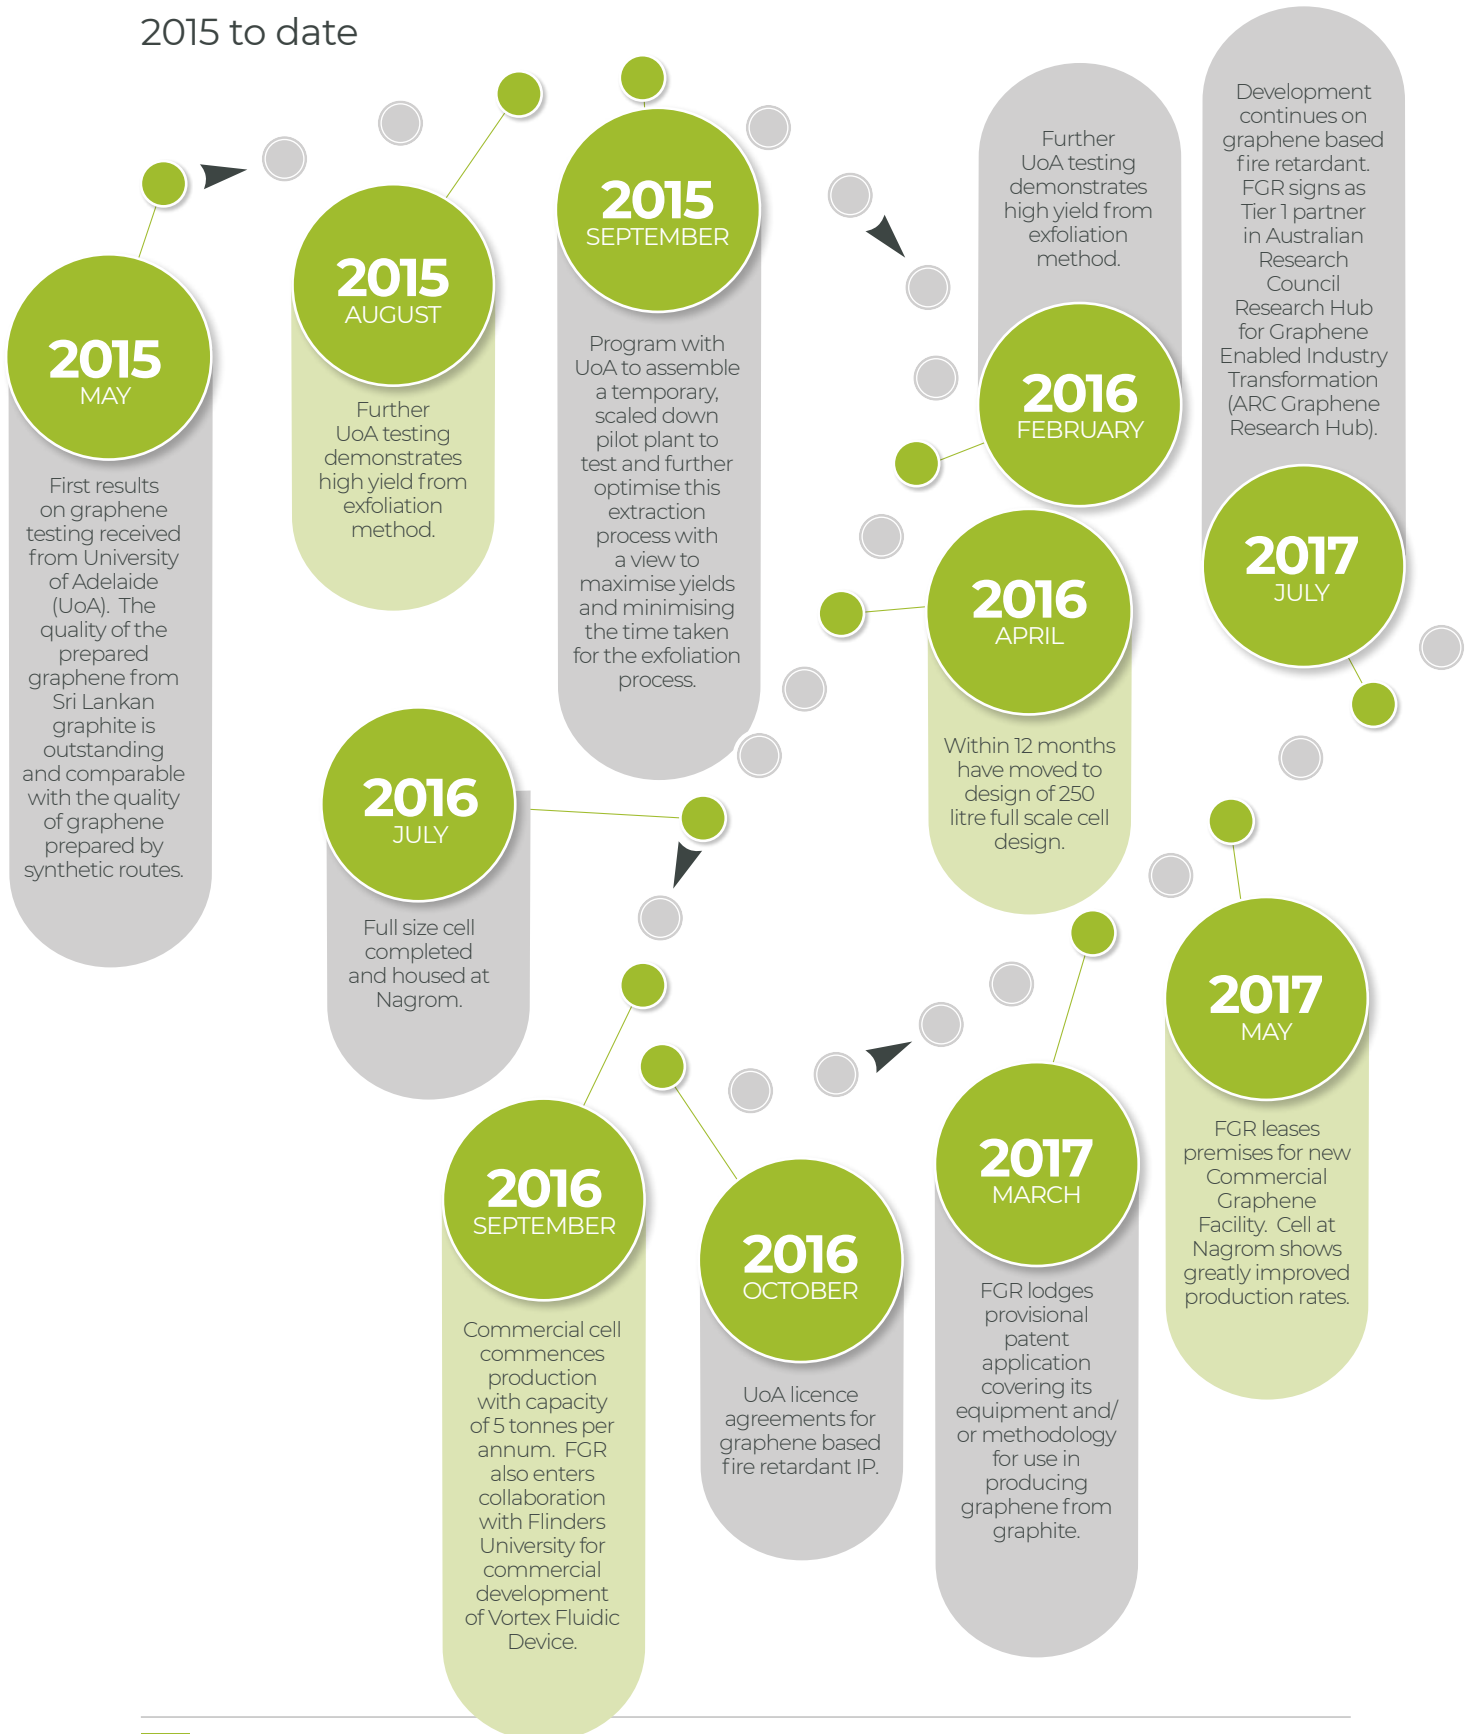 2015 to date
2015
MAY
First results
on graphene
testing received
from University
of Adelaide
(UoA). The
quality of the
prepared
graphene from
Sri Lankan
graphite is
outstanding
and comparable
with the quality
of graphene
prepared by
synthetic routes.
2015
AUGUST
Further
UoA testing
demonstrates
high yield from
exfoliation
method.
2015
SEPTEMBER
Program with
UoA to assemble
a temporary,
scaled down
pilot plant to
test and further
optimise this
extraction
process with
a view to
maximise yields
and minimising
the time taken
for the exfoliation
process.
Further
UoA testing
demonstrates
high yield from
exfoliation
method.
2016
FEBRUARY
2016
APRIL
Within 12 months
have moved to
design of 250
litre full scale cell
design.
2016
JULY
Full size cell
completed
and housed at
Nagrom.
2016
SEPTEMBER
Commercial cell
commences
production
with capacity
of 5 tonnes per
annum. FGR
also enters
collaboration
with Flinders
University for
commercial
development
of Vortex Fluidic
Device.
2016
OCTOBER
UoA licence
agreements for
graphene based
fire retardant IP.
2017
MARCH
FGR lodges
provisional
patent
application
covering its
equipment and/
or methodology
for use in
producing
graphene from
graphite.
2017
MAY
FGR leases
premises for new
Commercial
Graphene
Facility. Cell at
Nagrom shows
greatly improved
production rates.
Development
continues on
graphene based
fire retardant.
FGR signs as
Tier 1 partner
in Australian
Research
Council
Research Hub
for Graphene
Enabled Industry
Transformation
(ARC Graphene
Research Hub).
2017
JULY